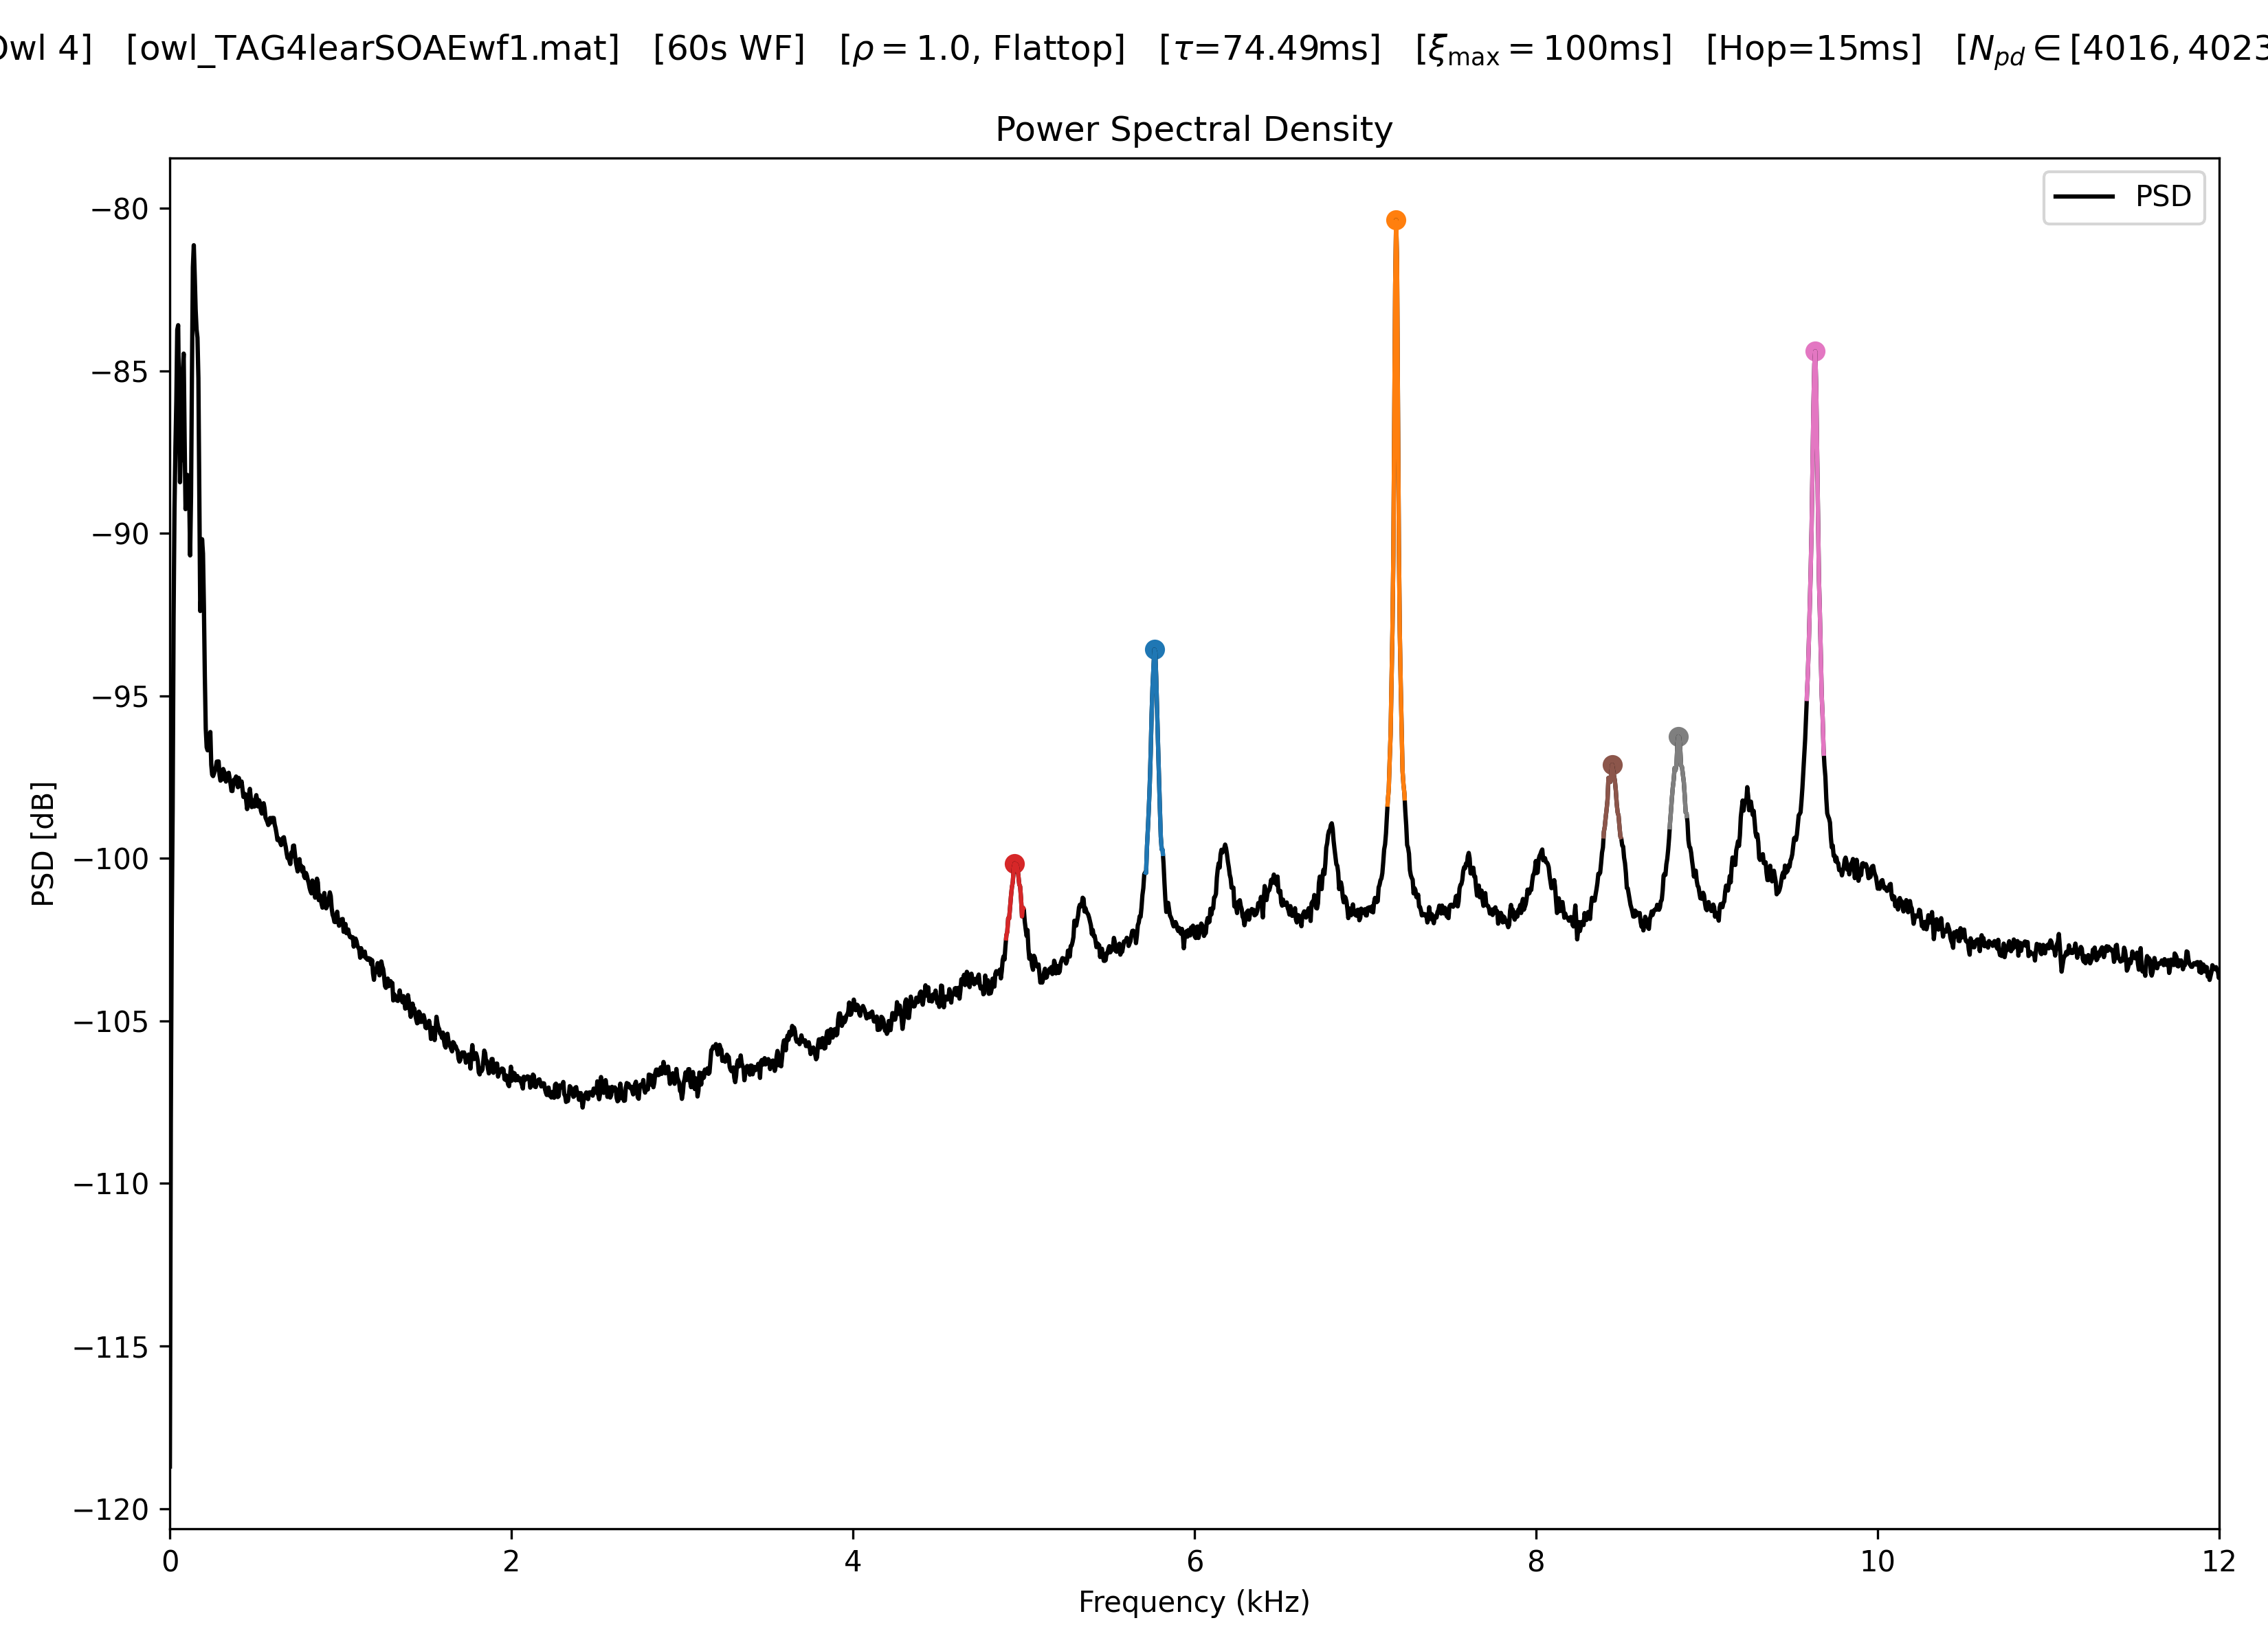 4] [owl_TAG4learSOAEwf1.mat] [60s WF] [ρ = 1.0, Flattop] [τ=74.49ms] [ξmax = 100ms] [Hop=15ms] [Npd ∈ [4016, 4023
Power Spectral Density
PSD
−80
−85
−90
−95
−100
−105
−110
−115
−120
PSD [dB]
0 2 4 6 8 10 12
Frequency (kHz)